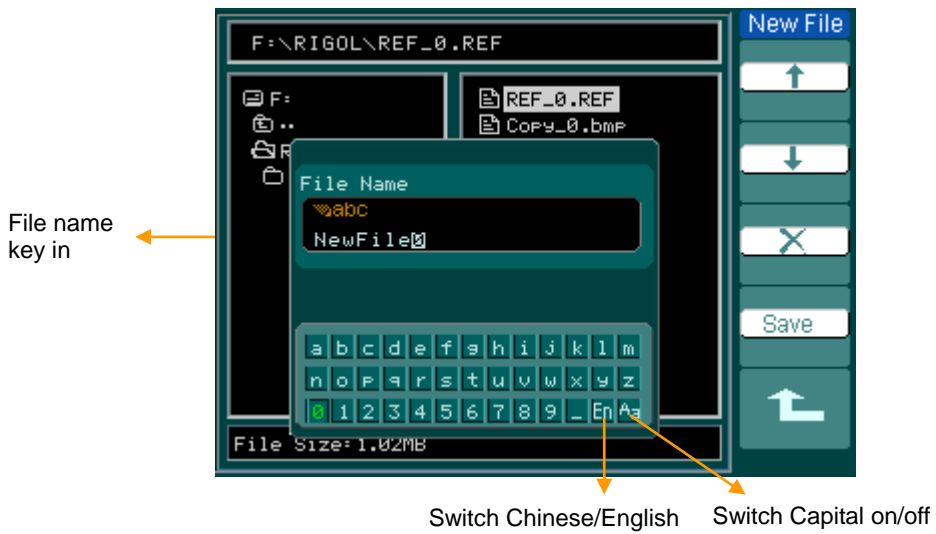 New File
F:\RIGOL\REF_0.REF
F:
REF_0.REF
..
Copy_0.bmp
R
File Name
abc
NewFile0
File name
key in
Save
a b c d e f g h i j k l m
n o p q r s t u v w x y z
0 1 2 3 4 5 6 7 8 9 _ En Aa
File Size:1.02MB
Switch Chinese/English
Switch Capital on/off